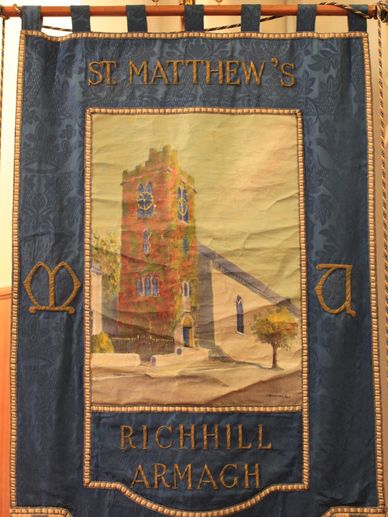 ST. MATTHEW'S
M U
RICHHILL
ARMAGH